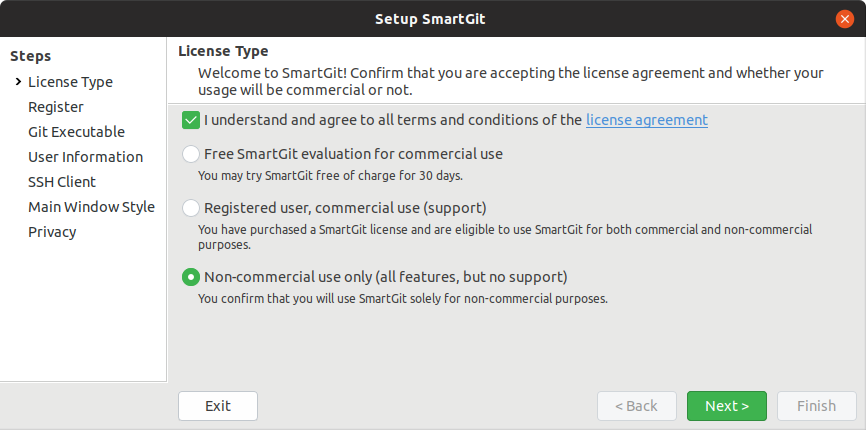 Setup SmartGit
Steps
License Type
Register
Git Executable
User Information
SSH Client
Main Window Style
Privacy
License Type
Welcome to SmartGit! Confirm that you are accepting the license agreement and whether your
usage will be commercial or not.
I understand and agree to all terms and conditions of the license agreement
Free SmartGit evaluation for commercial use
You may try SmartGit free of charge for 30 days.
Registered user, commercial use (support)
You have purchased a SmartGit license and are eligible to use SmartGit for both commercial and non-commercial
purposes.
Non-commercial use only (all features, but no support)
You confirm that you will use SmartGit solely for non-commercial purposes.
Exit
< Back
Next >
Finish